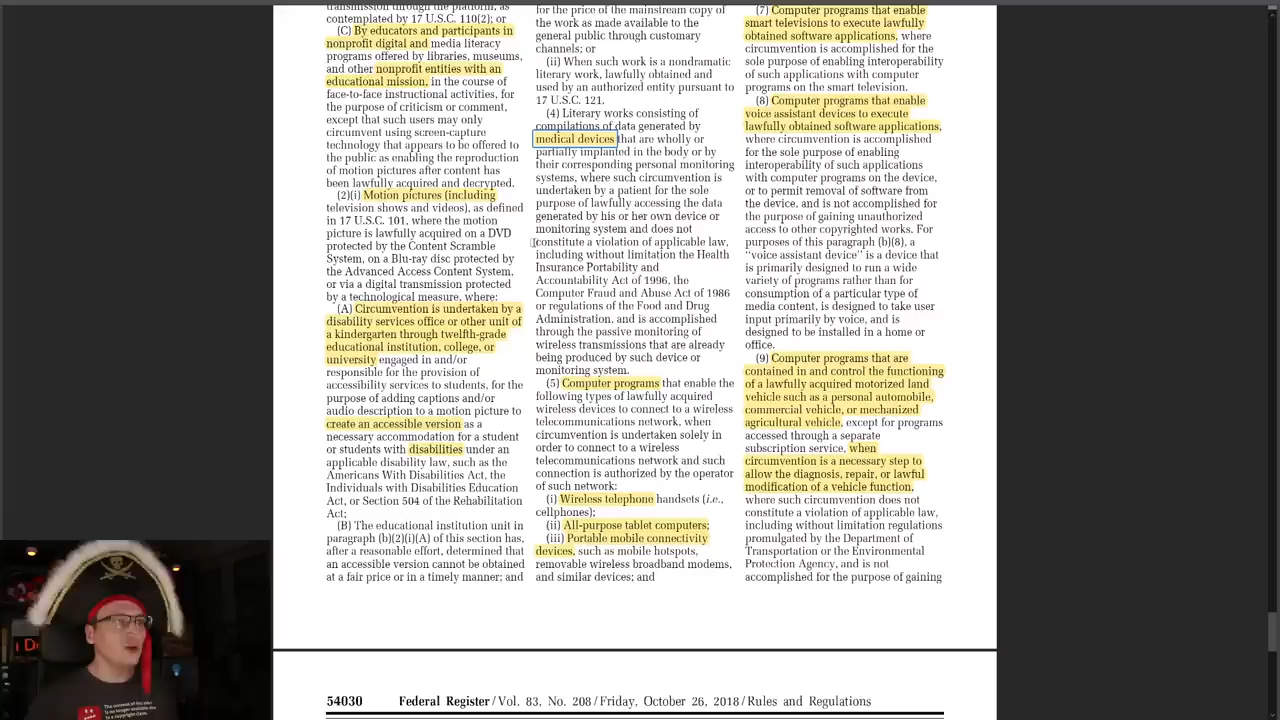 transmission through the platform, as
contemplated by 17 U.S.C. 110(2); or
(C) By educators and participants in
nonprofit digital and media literacy
programs offered by libraries, museums,
and other nonprofit entities with an
educational mission, in the course of
face-to-face instructional activities, for
the purpose of criticism or comment,
except that such users may only
circumvent using screen-capture
technology that appears to be offered to
the public as enabling the reproduction
of motion pictures after content has
been lawfully acquired and decrypted.
(2)(i) Motion pictures (including
television shows and videos), as defined
in 17 U.S.C. 101, where the motion
picture is lawfully acquired on a DVD
protected by the Content Scramble
System, on a Blu-ray disc protected by
the Advanced Access Content System,
or via a digital transmission protected
by a technological measure, where:
(A) Circumvention is undertaken by a
disability services office or other unit of
a kindergarten through twelfth-grade
educational institution, college, or
university engaged in and/or
responsible for the provision of
accessibility services to students, for the
purpose of adding captions and/or
audio description to a motion picture to
create an accessible version as a
necessary accommodation for a student
or students with disabilities under an
applicable disability law, such as the
Americans With Disabilities Act, the
Individuals with Disabilities Education
Act, or Section 504 of the Rehabilitation
Act;
(B) The educational institution unit in
paragraph (b)(2)(i)(A) of this section has,
after a reasonable effort, determined that
an accessible version cannot be obtained
at a fair price or in a timely manner; and
for the price of the mainstream copy of
the work as made available to the
general public through customary
channels; or
(ii) When such work is a nondramatic
literary work, lawfully obtained and
used by an authorized entity pursuant to
17 U.S.C. 121.
(4) Literary works consisting of
compilations of data generated by
medical devices that are wholly or
partially implanted in the body or by
their corresponding personal monitoring
systems, where such circumvention is
undertaken by a patient for the sole
purpose of lawfully accessing the data
generated by his or her own device or
monitoring system and does not
constitute a violation of applicable law,
including without limitation the Health
Insurance Portability and
Accountability Act of 1996, the
Computer Fraud and Abuse Act of 1986
or regulations of the Food and Drug
Administration, and is accomplished
through the passive monitoring of
wireless transmissions that are already
being produced by such device or
monitoring system.
(5) Computer programs that enable the
following types of lawfully acquired
wireless devices to connect to a wireless
telecommunications network, when
circumvention is undertaken solely in
order to connect to a wireless
telecommunications network and such
connection is authorized by the operator
of such network:
(i) Wireless telephone handsets (i.e.,
cellphones);
(ii) All-purpose tablet computers;
(iii) Portable mobile connectivity
devices, such as mobile hotspots,
removable wireless broadband modems,
and similar devices; and
(7) Computer programs that enable
smart televisions to execute lawfully
obtained software applications, where
circumvention is accomplished for the
sole purpose of enabling interoperability
of such applications with computer
programs on the smart television.
(8) Computer programs that enable
voice assistant devices to execute
lawfully obtained software applications,
where circumvention is accomplished
for the sole purpose of enabling
interoperability of such applications
with computer programs on the device,
or to permit removal of software from
the device, and is not accomplished for
the purpose of gaining unauthorized
access to other copyrighted works. For
purposes of this paragraph (b)(8), a
‘‘voice assistant device’’ is a device that
is primarily designed to run a wide
variety of programs rather than for
consumption of a particular type of
media content, is designed to take user
input primarily by voice, and is
designed to be installed in a home or
office.
(9) Computer programs that are
contained in and control the functioning
of a lawfully acquired motorized land
vehicle such as a personal automobile,
commercial vehicle, or mechanized
agricultural vehicle, except for programs
accessed through a separate
subscription service, when
circumvention is a necessary step to
allow the diagnosis, repair, or lawful
modification of a vehicle function,
where such circumvention does not
constitute a violation of applicable law,
including without limitation regulations
promulgated by the Department of
Transportation or the Environmental
Protection Agency, and is not
accomplished for the purpose of gaining
54030 Federal Register/Vol. 83, No. 208/Friday, October 26, 2018/Rules and Regulations